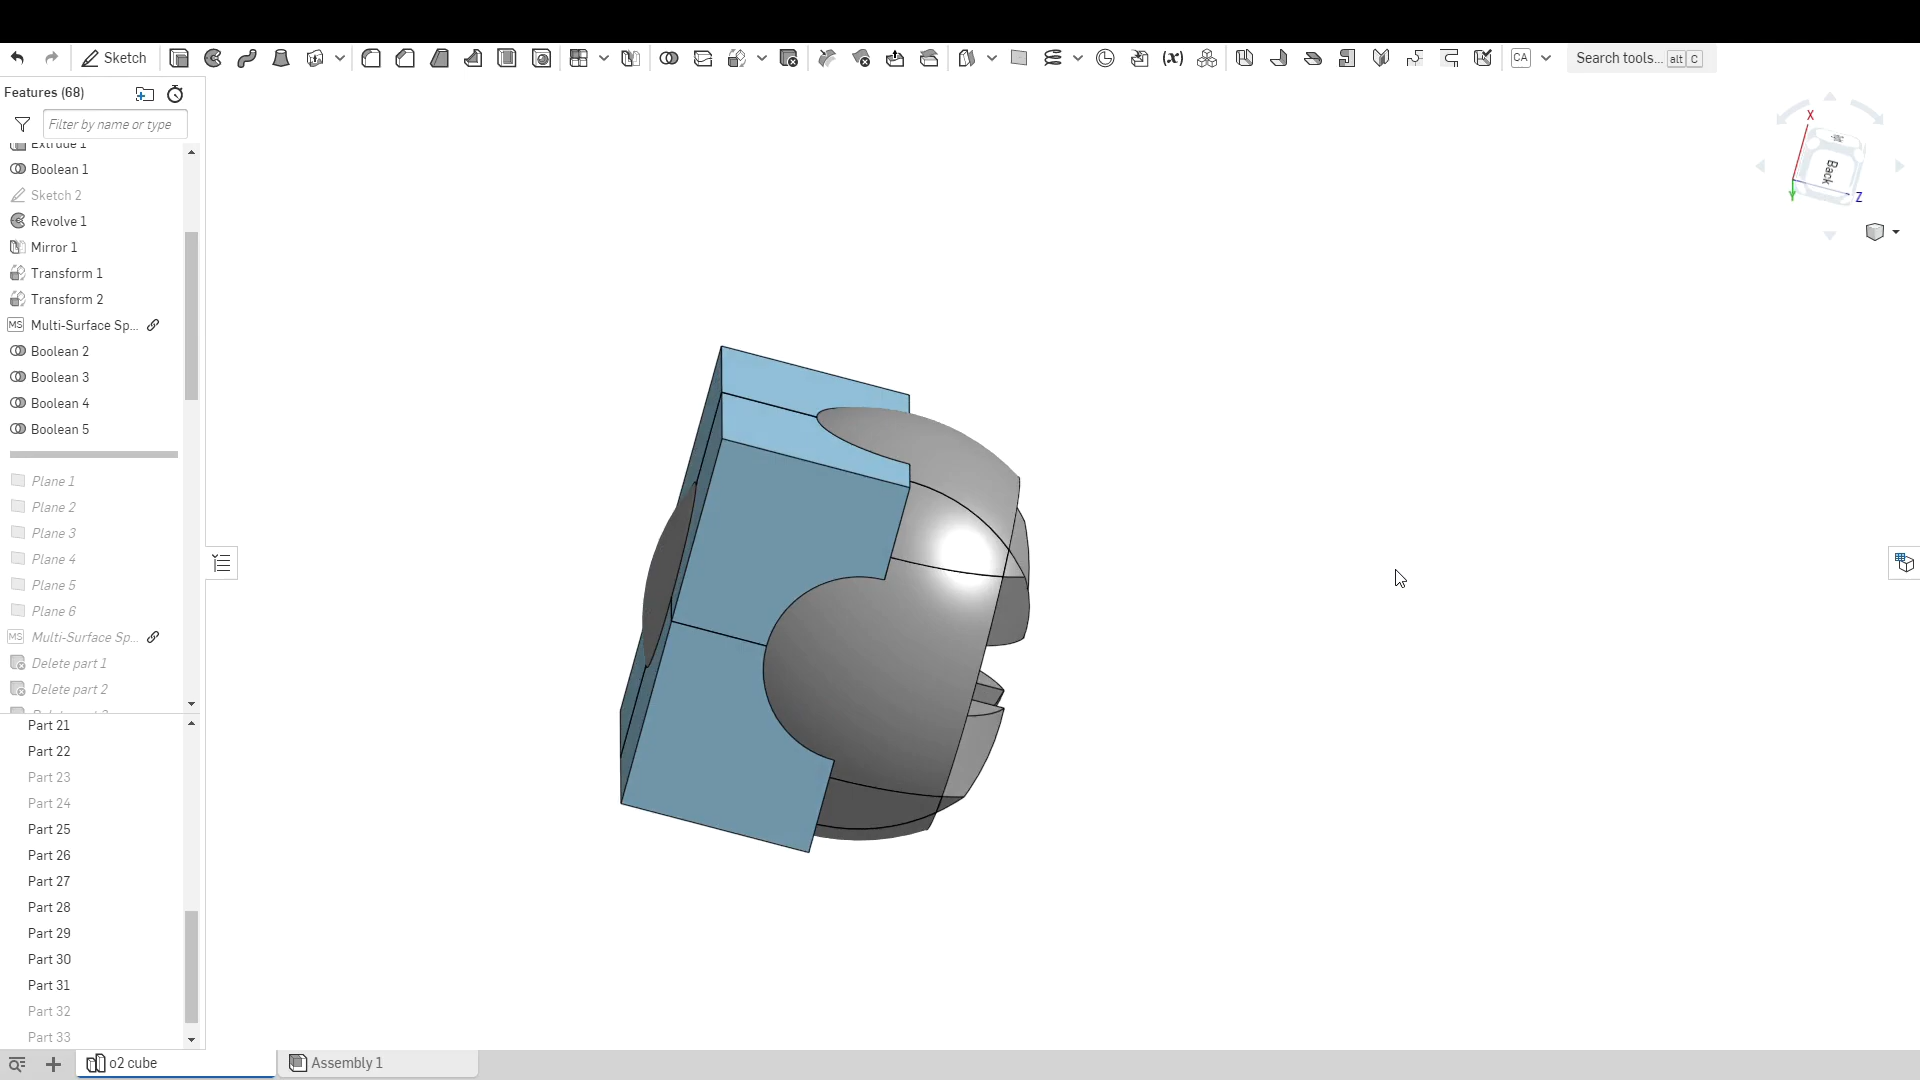 Sketch
CA
Search tools... alt C
Features (68)
Filter by name or type
Extrude 1
Boolean 1
Sketch 2
Revolve 1
Mirror 1
Transform 1
Transform 2
MS Multi-Surface Sp...
Boolean 2
Boolean 3
Boolean 4
Boolean 5
Plane 1
Plane 2
Plane 3
Plane 4
Plane 5
Plane 6
MS Multi-Surface Sp...
Delete part 1
Delete part 2
Part 21
Part 22
Part 23
Part 24
Part 25
Part 26
Part 27
Part 28
Part 29
Part 30
Part 31
Part 32
Part 33
o2 cube
Assembly 1
X
Back
Y
Z
(x)